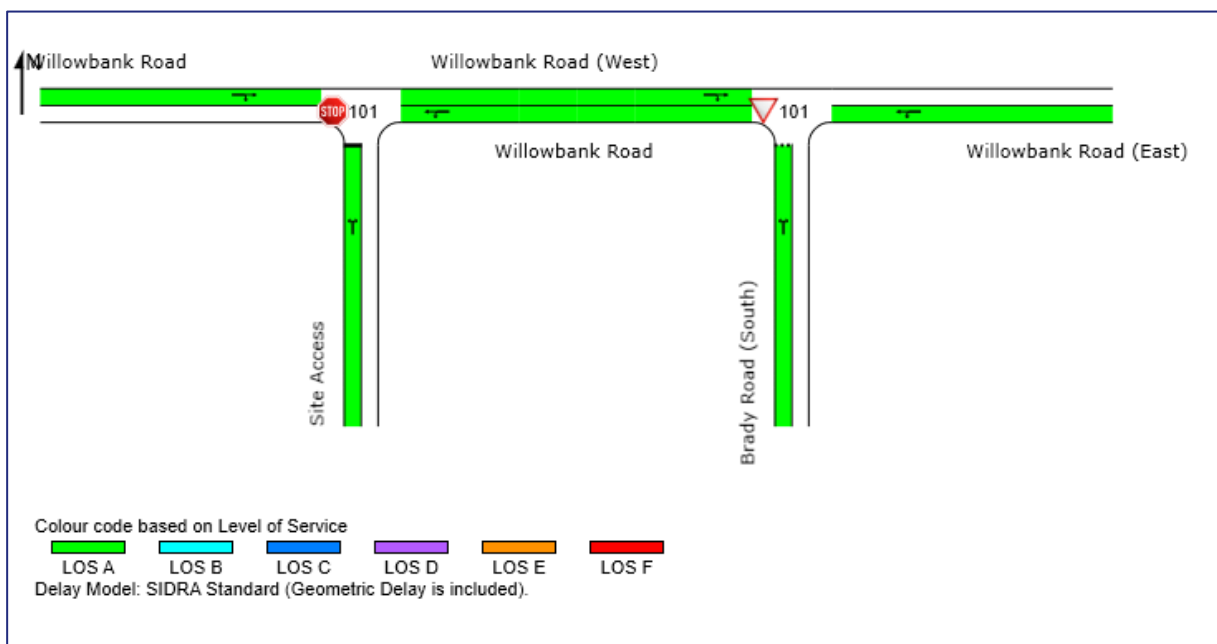 N
Willowbank Road
Willowbank Road (West)
STOP
101
101
Willowbank Road
Willowbank Road (East)
Site Access
Brady Road (South)
Colour code based on Level of Service
LOS A LOS B LOS C LOS D LOS E LOS F
Delay Model: SIDRA Standard (Geometric Delay is included).